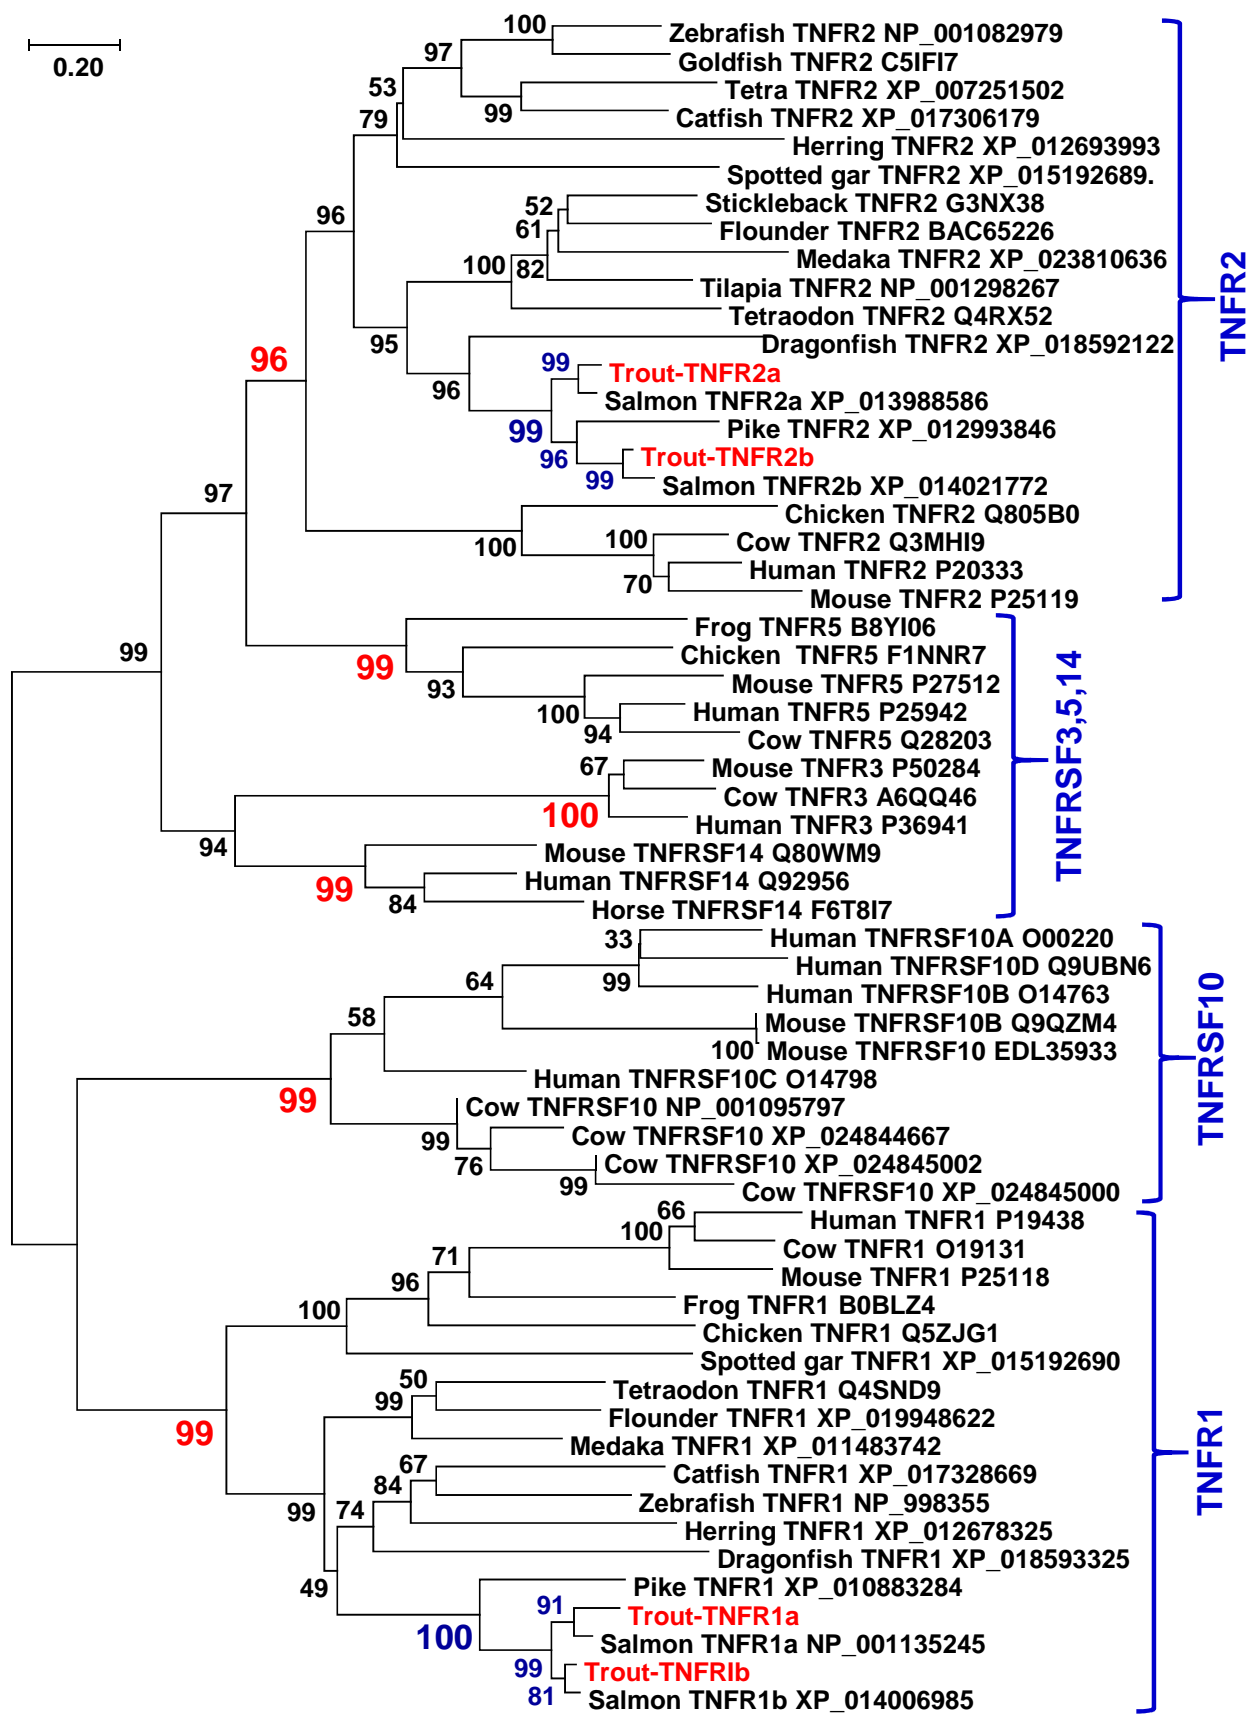 0.20
100
Zebrafish TNFR2 NP_001082979
97
Goldfish TNFR2 C5IFI7
53
Tetra TNFR2 XP_007251502
99
79
Catfish TNFR2 XP_017306179
Herring TNFR2 XP_012693993
Spotted gar TNFR2 XP_015192689.
96
52
Stickleback TNFR2 G3NX38
61
Flounder TNFR2 BAC65226
100
82
Medaka TNFR2 XP_023810636
Tilapia TNFR2 NP_001298267
Tetraodon TNFR2 Q4RX52
95
Dragonfish TNFR2 XP_018592122
96
99
Trout-TNFR2a
96
Salmon TNFR2a XP_013988586
99
Pike TNFR2 XP_012993846
96
Trout-TNFR2b
99
Salmon TNFR2b XP_014021772
97
Chicken TNFR2 Q805B0
100
100
Cow TNFR2 Q3MHI9
70
Human TNFR2 P20333
Mouse TNFR2 P25119
TNFR2
Frog TNFR5 B8YI06
99
99
Chicken  TNFR5 F1NNR7
93
Mouse TNFR5 P27512
100
Human TNFR5 P25942
94
Cow TNFR5 Q28203
67
Mouse TNFR3 P50284
Cow TNFR3 A6QQ46
100
Human TNFR3 P36941
94
Mouse TNFRSF14 Q80WM9
99
Human TNFRSF14 Q92956
84
Horse TNFRSF14 F6T8I7
TNFRSF3,5,14
33
Human TNFRSF10A O00220
99
Human TNFRSF10D Q9UBN6
64
Human TNFRSF10B O14763
58
Mouse TNFRSF10B Q9QZM4
100
Mouse TNFRSF10 EDL35933
Human TNFRSF10C O14798
99
Cow TNFRSF10 NP_001095797
99
Cow TNFRSF10 XP_024844667
76
Cow TNFRSF10 XP_024845002
99
Cow TNFRSF10 XP_024845000
TNFRSF10
66
Human TNFR1 P19438
100
Cow TNFR1 O19131
71
Mouse TNFR1 P25118
96
Frog TNFR1 B0BLZ4
100
Chicken TNFR1 Q5ZJG1
Spotted gar TNFR1 XP_015192690
50
Tetraodon TNFR1 Q4SND9
99
Flounder TNFR1 XP_019948622
99
Medaka TNFR1 XP_011483742
67
Catfish TNFR1 XP_017328669
84
Zebrafish TNFR1 NP_998355
99
74
Herring TNFR1 XP_012678325
Dragonfish TNFR1 XP_018593325
49
Pike TNFR1 XP_010883284
91
Trout-TNFR1a
100
Salmon TNFR1a NP_001135245
99
Trout-TNFRIb
81
Salmon TNFR1b XP_014006985
TNFR1